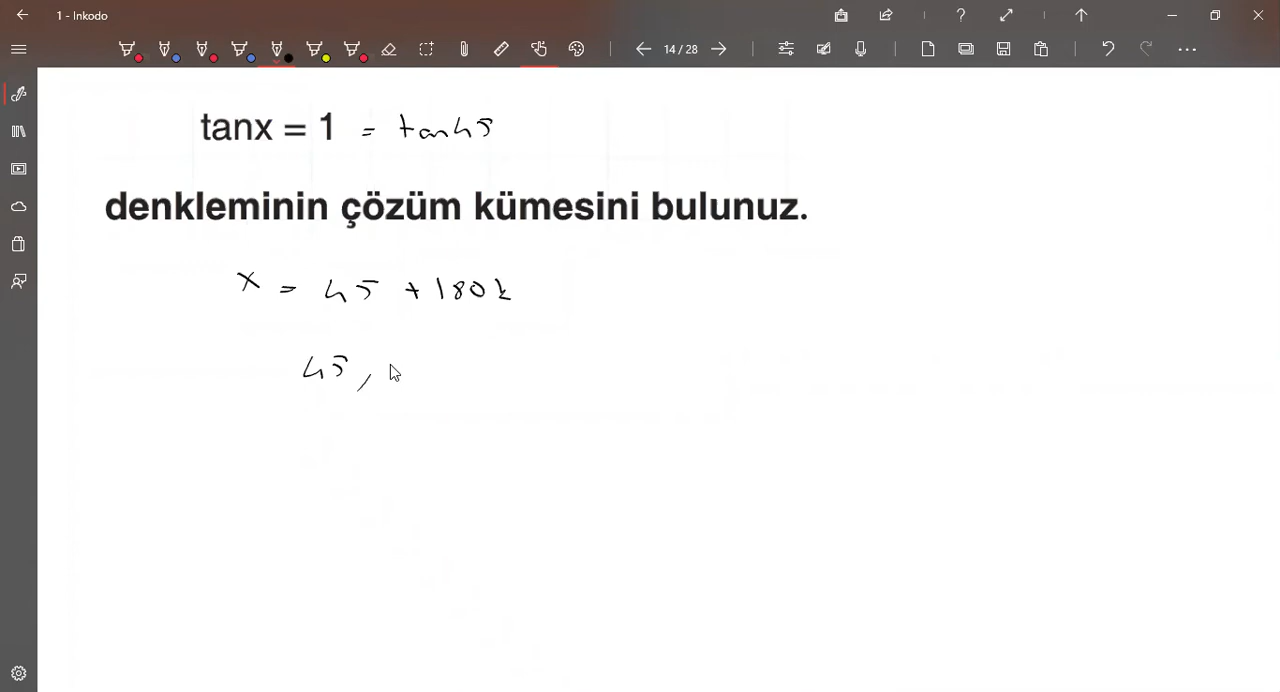 1 - Inkodo
14 / 28
tanx = 1 = tan45
denkleminin çözüm kümesini bulunuz.
x = 45 + 180k
45,